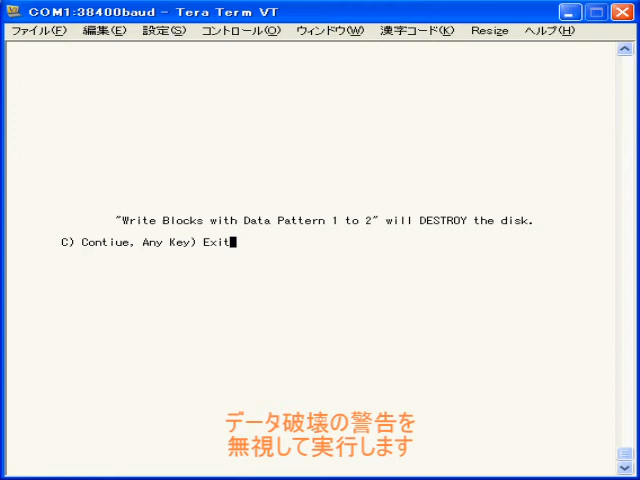 COM1:38400baud - Tera Term VT
ファイル(F) 編集(E) 設定(S) コントロール(O) ウィンドウ(W) 漢字コード(K) Resize ヘルプ(H)
"Write Blocks with Data Pattern 1 to 2" will DESTROY the disk.
C) Contiue, Any Key) Exit
データ破壊の警告を
無視して実行します